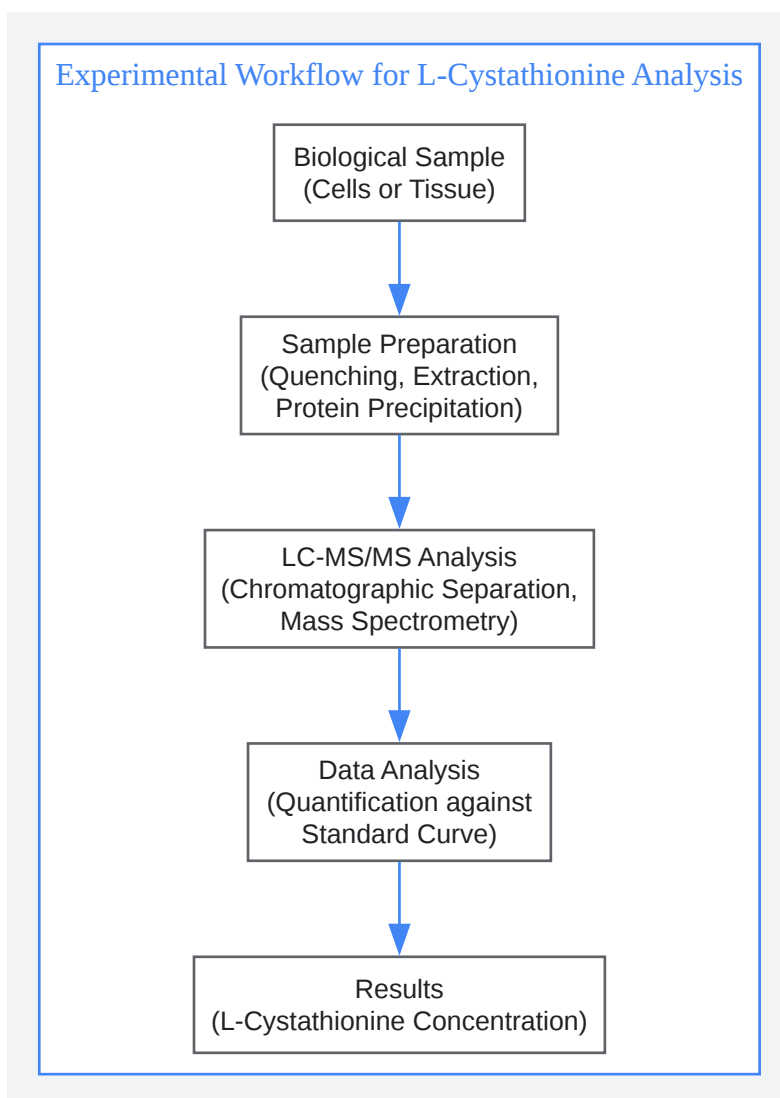 Experimental Workflow for L-Cystathionine Analysis
Biological Sample
(Cells or Tissue)
Sample Preparation
(Quenching, Extraction,
Protein Precipitation)
LC-MS/MS Analysis
(Chromatographic Separation,
Mass Spectrometry)
Data Analysis
(Quantification against
Standard Curve)
Results
(L-Cystathionine Concentration)